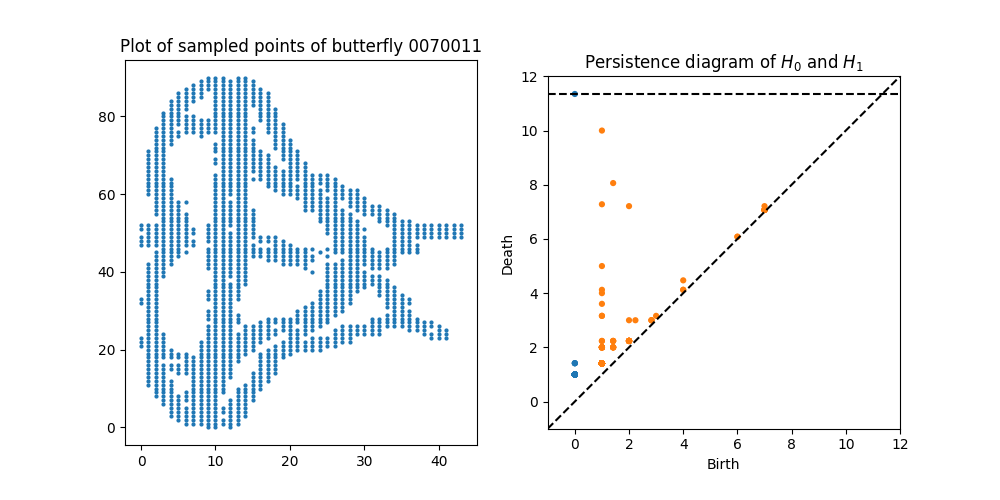 Plot of sampled points of butterfly 0070011
80
60
40
20
0
0 10 20 30 40
Persistence diagram of H₀ and H₁
12
10
8
6
4
2
0
Death
0 2 4 6 8 10 12
Birth